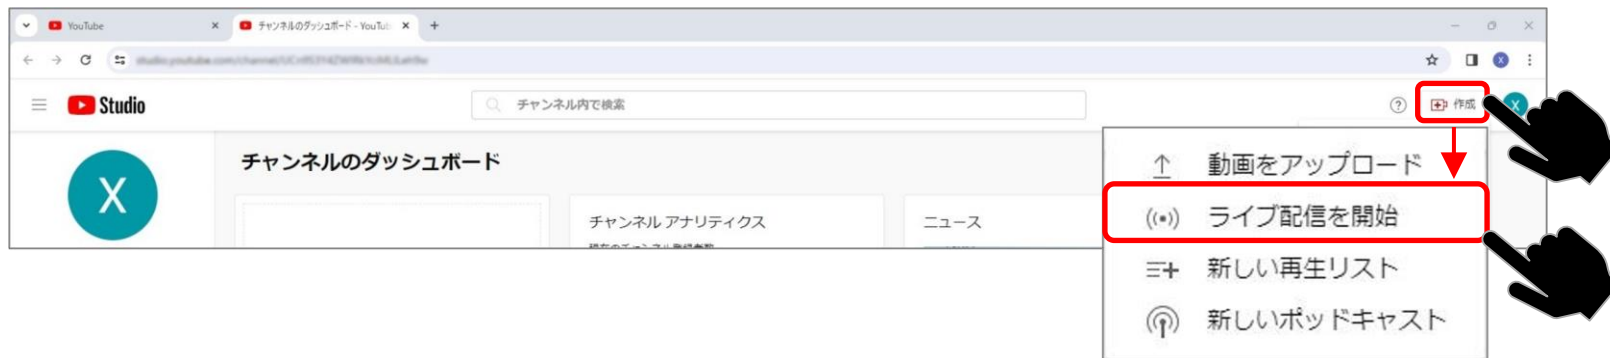 YouTube
チャンネルのダッシュボード - YouTub
Studio
チャンネル内で検索
作成
X
X
チャンネルのダッシュボード
X
動画をアップロード
ライブ配信を開始
新しい再生リスト
新しいポッドキャスト
チャンネル アナリティクス
ニュース